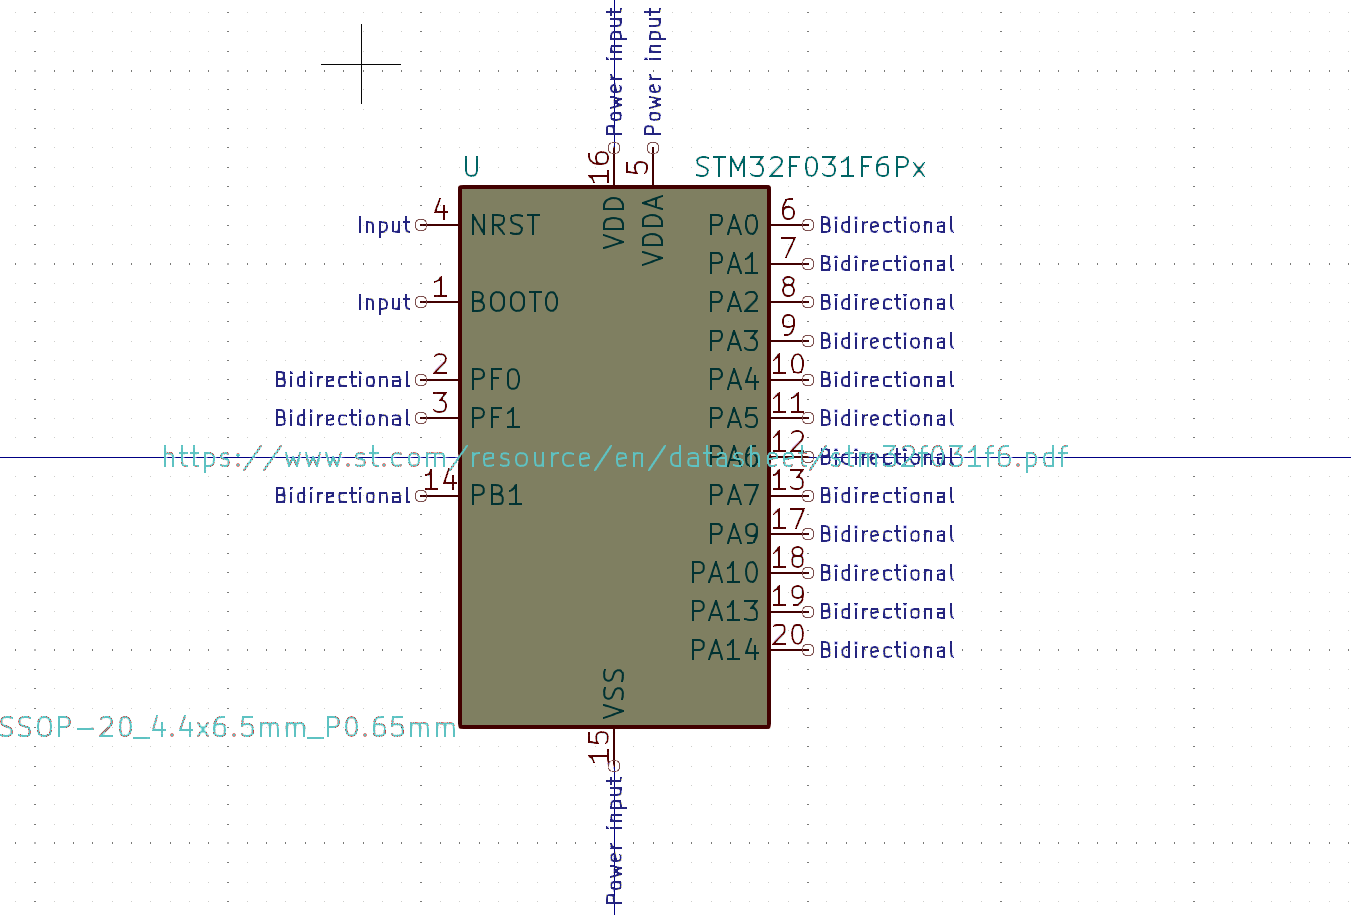 Power input Power input
U STM32F031F6Px
16 5
VDD VDDA
Input 4 NRST PA0 6 Bidirectional
PA1 7 Bidirectional
Input 1 BOOT0 PA2 8 Bidirectional
PA3 9 Bidirectional
Bidirectional 2 PF0 PA4 10 Bidirectional
Bidirectional 3 PF1 PA5 11 Bidirectional
PA6 12 Bidirectional
https://www.st.com/resource/en/datasheet/stm32f031f6.pdf
Bidirectional 14 PB1 PA7 13 Bidirectional
PA9 17 Bidirectional
PA10 18 Bidirectional
PA13 19 Bidirectional
PA14 20 Bidirectional
VSS
SSOP-20_4.4x6.5mm_P0.65mm
15
Power input